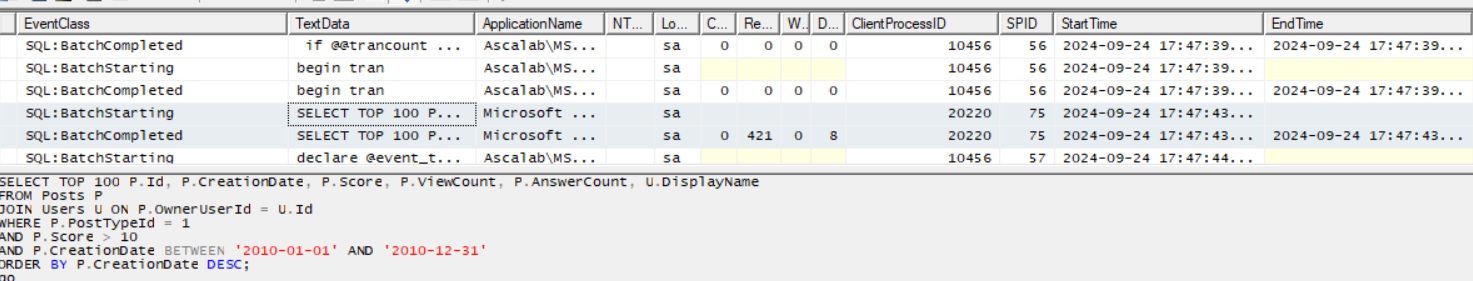 EventClass TextData ApplicationName NT... Lo... C... Re... W. D... ClientProcessID SPID StartTime EndTime
SQL:BatchCompleted if @@trancount ... Ascalab\MS... sa 0 0 0 0 10456 56 2024-09-24 17:47:39... 2024-09-24 17:47:39...
SQL:BatchStarting begin tran Ascalab\MS... sa 10456 56 2024-09-24 17:47:39...
SQL:BatchCompleted begin tran Ascalab\MS... sa 0 0 0 0 10456 56 2024-09-24 17:47:39... 2024-09-24 17:47:39...
SQL:BatchStarting SELECT TOP 100 P... Microsoft ... sa 20220 75 2024-09-24 17:47:43...
SQL:BatchCompleted SELECT TOP 100 P... Microsoft ... sa 0 421 0 8 20220 75 2024-09-24 17:47:43... 2024-09-24 17:47:43...
SQL:BatchStarting declare @event_t... Ascalab\MS... sa 10456 57 2024-09-24 17:47:44...
SELECT TOP 100 P.Id, P.CreationDate, P.Score, P.ViewCount, P.AnswerCount, U.DisplayName
FROM Posts P
JOIN Users U ON P.OwnerUserId = U.Id
WHERE P.PostTypeId = 1
AND P.Score > 10
AND P.CreationDate BETWEEN '2010-01-01' AND '2010-12-31'
ORDER BY P.CreationDate DESC;
go